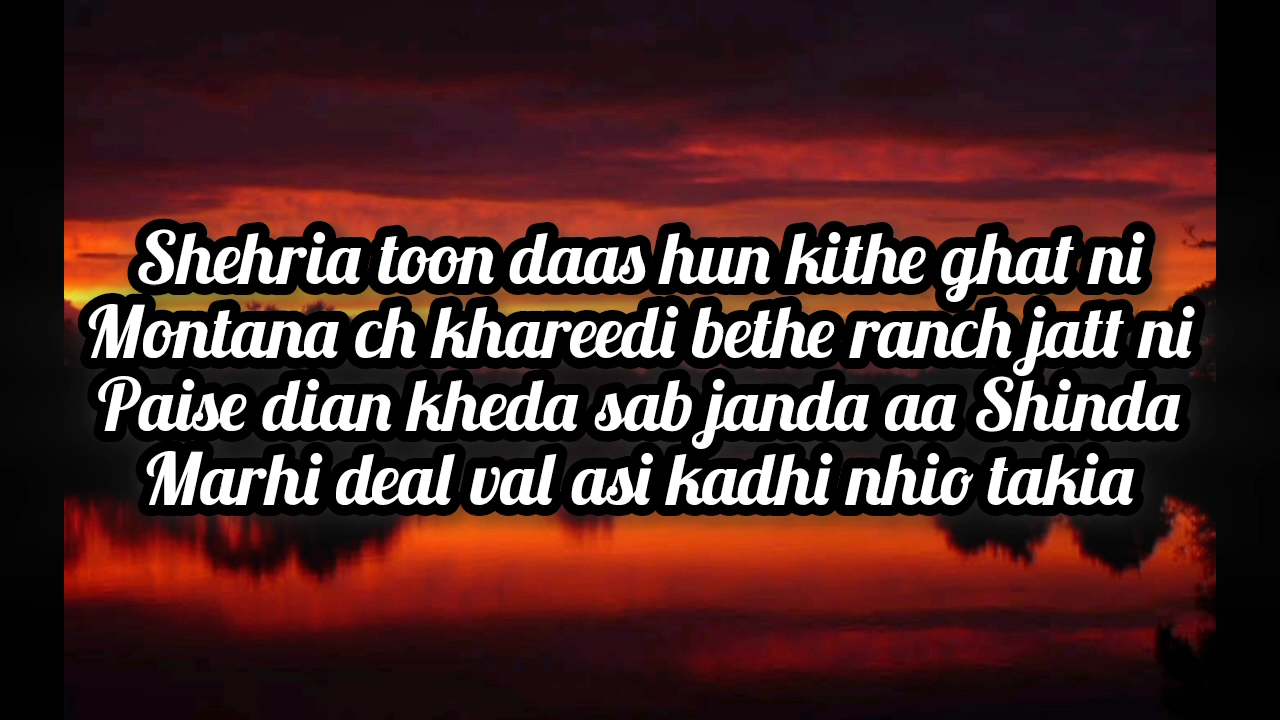 Shehria toon daas hun kithe ghat ni
Montana ch khareedi bethe ranch jatt ni
Paise dian kheda sab janda aa Shinda
Marhi deal val asi kadhi nhio takia